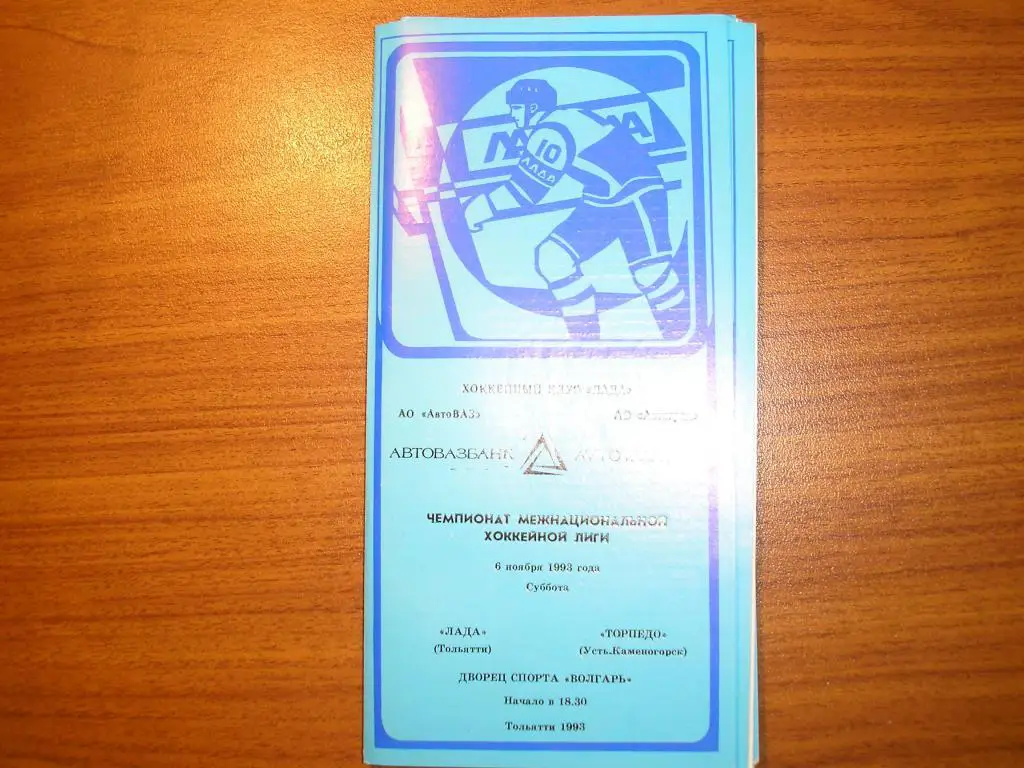 ЛАДА
10
ЛАДА
ХОККЕЙНЫЙ КЛУБ «ЛАДА»
АО «АвтоВАЗ» АО
АВТОВАЗБАНК
ЧЕМПИОНАТ МЕЖНАЦИОНАЛЬНОЙ
ХОККЕЙНОЙ ЛИГИ
6 ноября 1993 года
Суббота
«ЛАДА» «ТОРПЕДО»
(Тольятти) (Усть-Каменогорск)
ДВОРЕЦ СПОРТА «ВОЛГАРЬ»
Начало в 18.30
Тольятти 1993